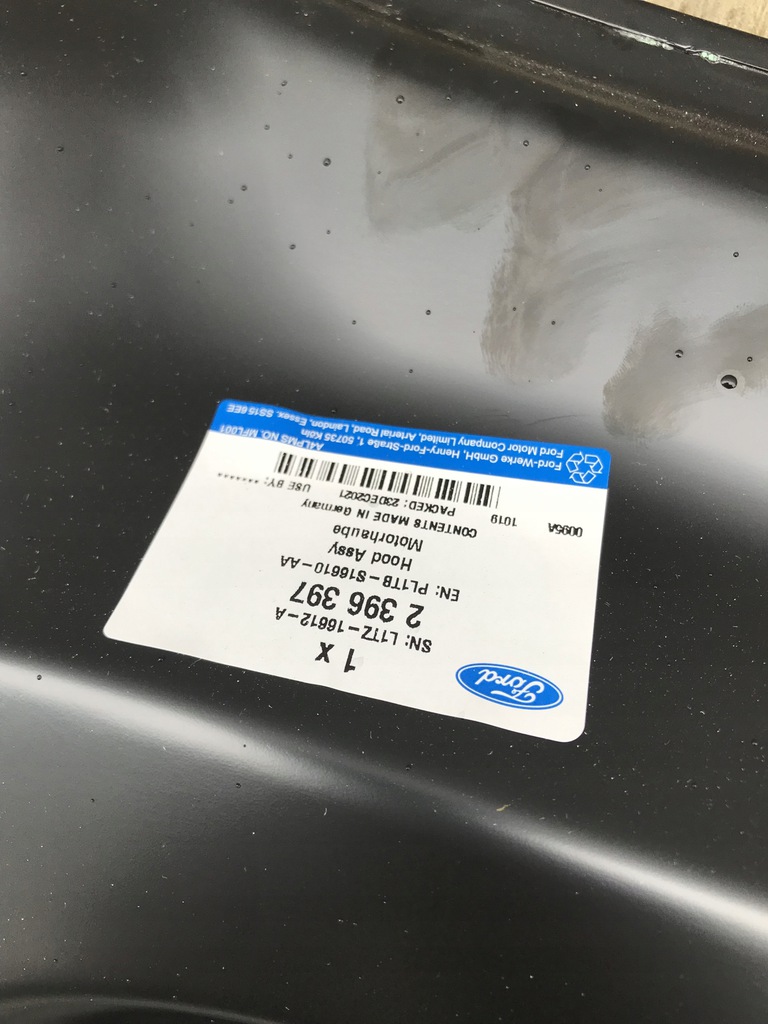 Ford
1 x
SN: L1TZ-16612-A
2 396 397
EN: PL1TB-S16610-AA
Hood Assy
Motorhaube
CONTENTS MADE IN Germany
0095A 1019 PACKED: 23DEC2021 USE BY: *******
Ford-Werke GmbH, Henry-Ford-Straße 1, 50735 Köln
Ford Motor Company Limited, Arterial Road, Laindon, Essex. SS15 6EE
A4LPMS NO. MFL001